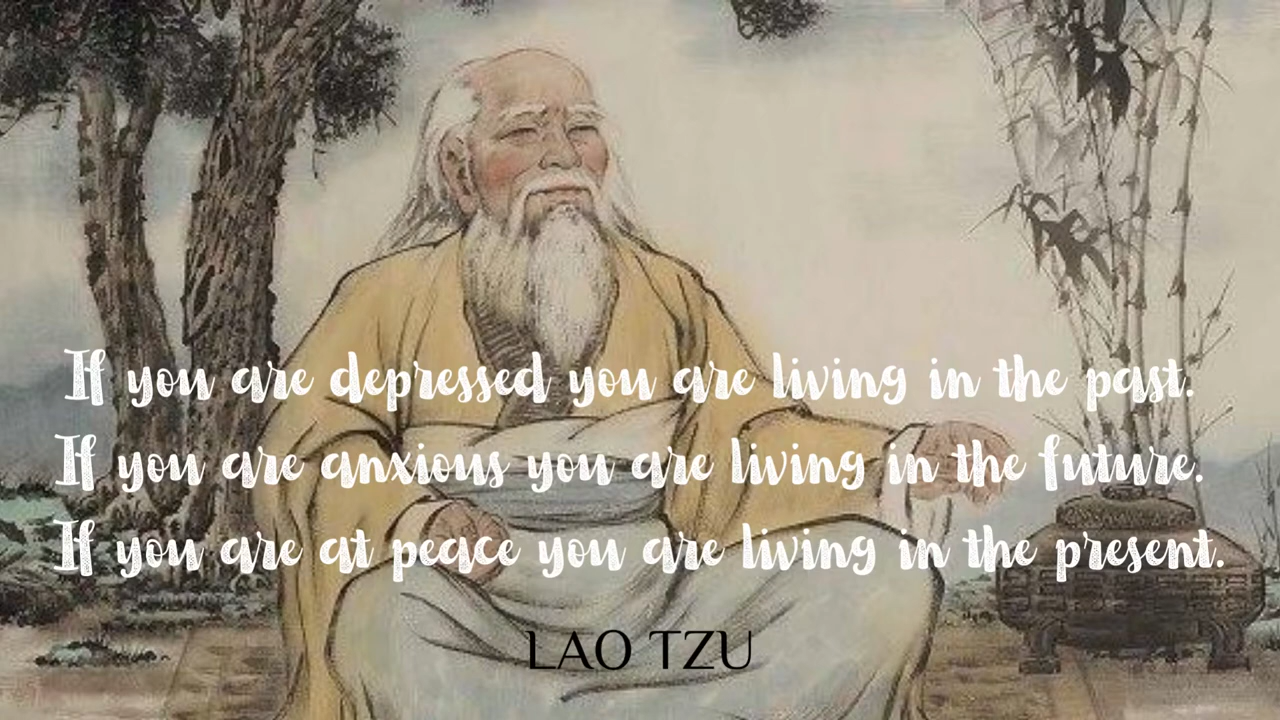 If you are depressed you are living in the past.
If you are anxious you are living in the future.
If you are at peace you are living in the present.
LAO TZU